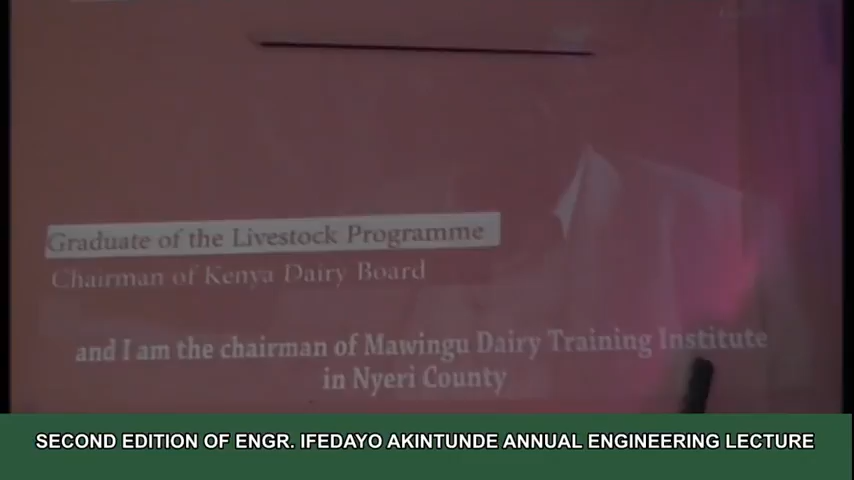 Graduate of the Livestock Programme
Chairman of Kenya Dairy Board
and I am the chairman of Mawingu Dairy Training Institute
in Nyeri County
SECOND EDITION OF ENGR. IFEDAYO AKINTUNDE ANNUAL ENGINEERING LECTURE